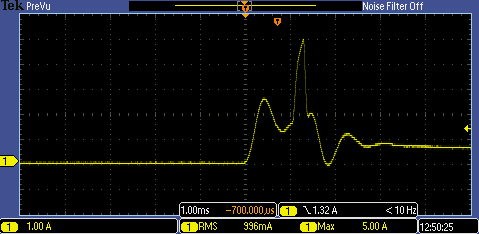 Tek PreVu Noise Filter Off
1
1.00ms -700.000µs 1 1.32 A < 10 Hz
1 1.00 A 1 RMS 996mA 1 Max 5.00 A 12:50:25